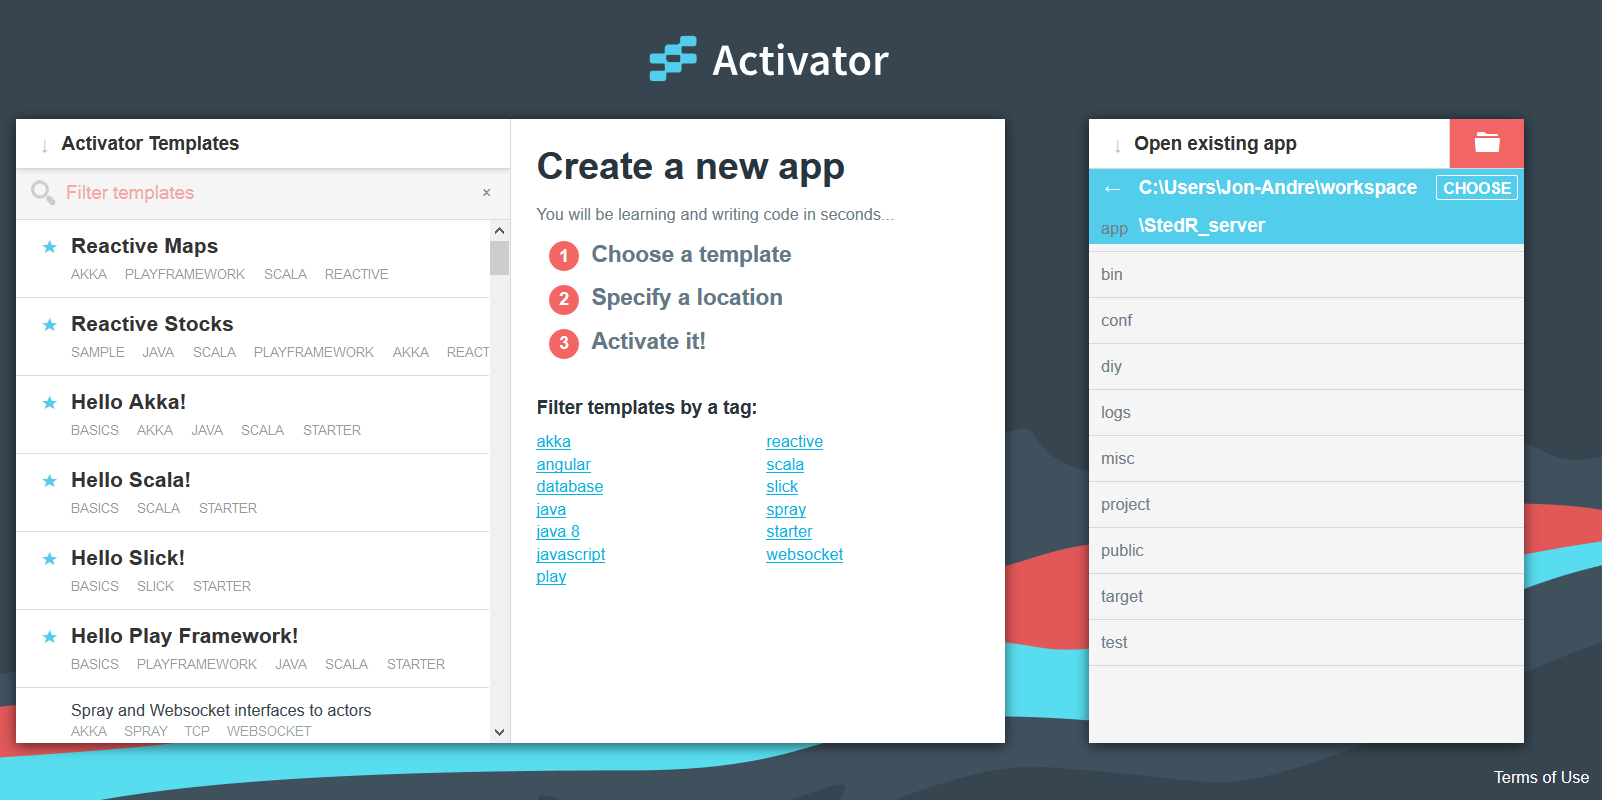 Activator
↓ Activator Templates
Filter templates ×
Reactive Maps
AKKA PLAYFRAMEWORK SCALA REACTIVE
Reactive Stocks
SAMPLE JAVA SCALA PLAYFRAMEWORK AKKA REACT
Hello Akka!
BASICS AKKA JAVA SCALA STARTER
Hello Scala!
BASICS SCALA STARTER
Hello Slick!
BASICS SLICK STARTER
Hello Play Framework!
BASICS PLAYFRAMEWORK JAVA SCALA STARTER
Spray and Websocket interfaces to actors
AKKA SPRAY TCP WEBSOCKET
Create a new app
You will be learning and writing code in seconds...
1 Choose a template
2 Specify a location
3 Activate it!
Filter templates by a tag:
akka
angular
database
java
java 8
javascript
play
reactive
scala
slick
spray
starter
websocket
↓ Open existing app
← C:\Users\Jon-Andre\workspace CHOOSE
app \StedR_server
bin
conf
diy
logs
misc
project
public
target
test
Terms of Use